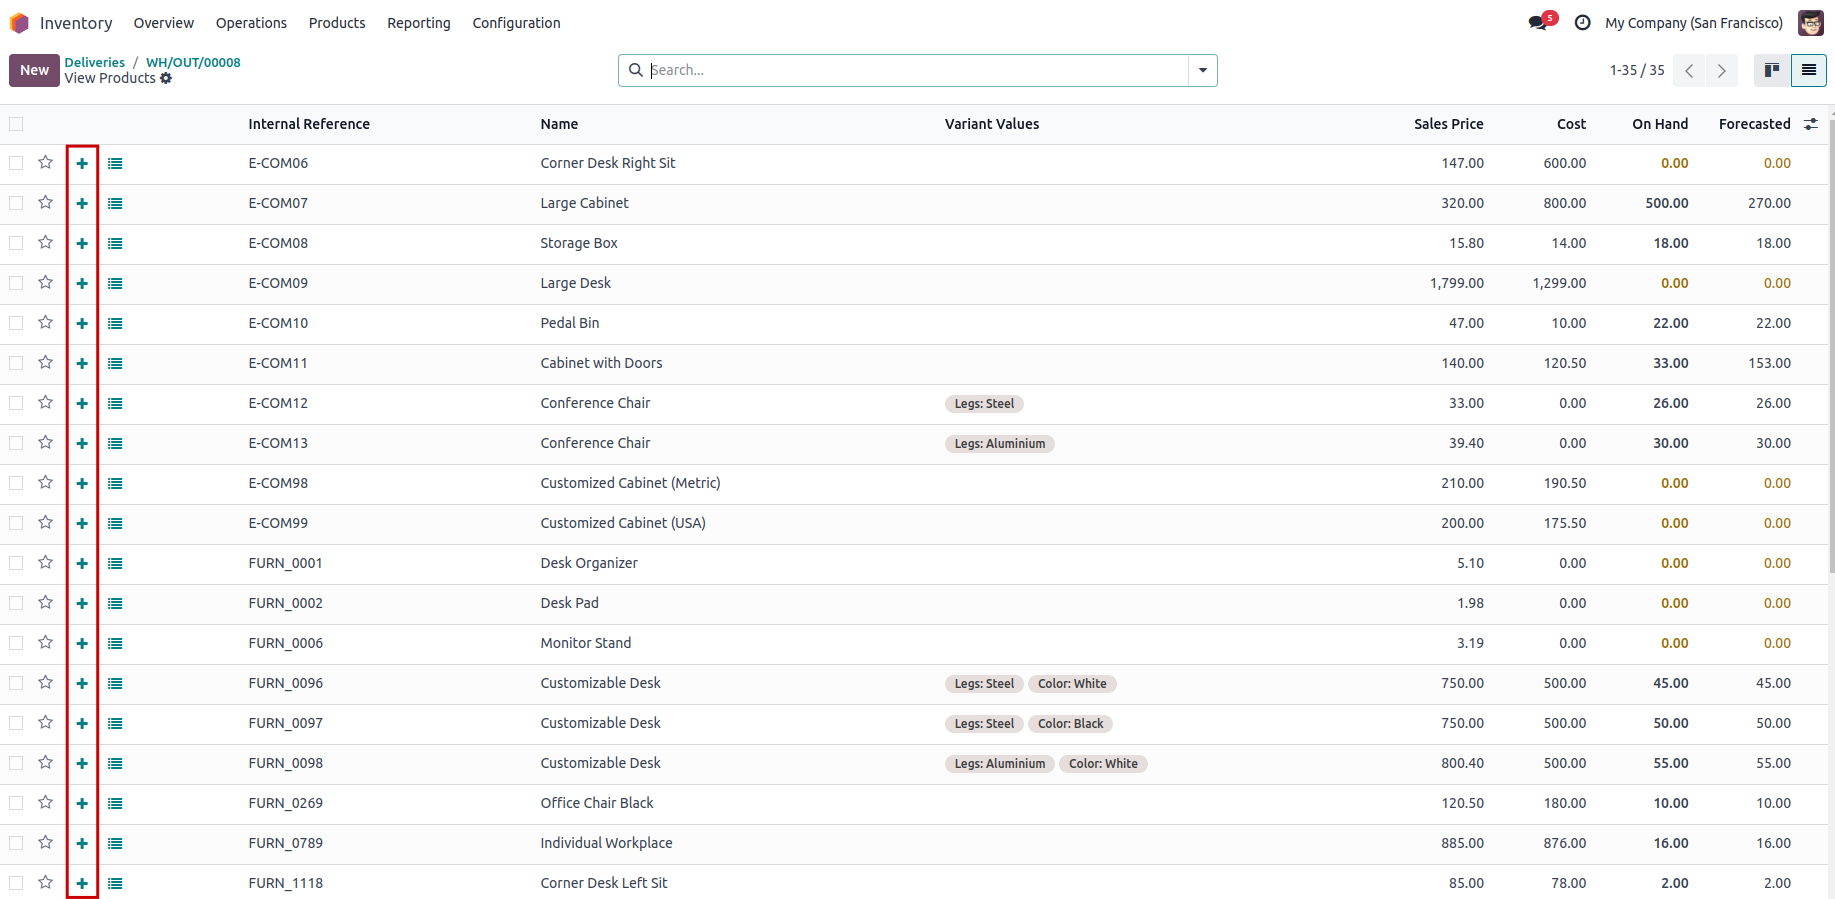 Inventory Overview Operations Products Reporting Configuration 5 My Company (San Francisco)
New Deliveries / WH/OUT/00008
View Products
Search...
1-35 / 35
Internal Reference Name Variant Values Sales Price Cost On Hand Forecasted
E-COM06 Corner Desk Right Sit 147.00 600.00 0.00 0.00
E-COM07 Large Cabinet 320.00 800.00 500.00 270.00
E-COM08 Storage Box 15.80 14.00 18.00 18.00
E-COM09 Large Desk 1,799.00 1,299.00 0.00 0.00
E-COM10 Pedal Bin 47.00 10.00 22.00 22.00
E-COM11 Cabinet with Doors 140.00 120.50 33.00 153.00
E-COM12 Conference Chair Legs: Steel 33.00 0.00 26.00 26.00
E-COM13 Conference Chair Legs: Aluminium 39.40 0.00 30.00 30.00
E-COM98 Customized Cabinet (Metric) 210.00 190.50 0.00 0.00
E-COM99 Customized Cabinet (USA) 200.00 175.50 0.00 0.00
FURN_0001 Desk Organizer 5.10 0.00 0.00 0.00
FURN_0002 Desk Pad 1.98 0.00 0.00 0.00
FURN_0006 Monitor Stand 3.19 0.00 0.00 0.00
FURN_0096 Customizable Desk Legs: Steel Color: White 750.00 500.00 45.00 45.00
FURN_0097 Customizable Desk Legs: Steel Color: Black 750.00 500.00 50.00 50.00
FURN_0098 Customizable Desk Legs: Aluminium Color: White 800.40 500.00 55.00 55.00
FURN_0269 Office Chair Black 120.50 180.00 10.00 10.00
FURN_0789 Individual Workplace 885.00 876.00 16.00 16.00
FURN_1118 Corner Desk Left Sit 85.00 78.00 2.00 2.00